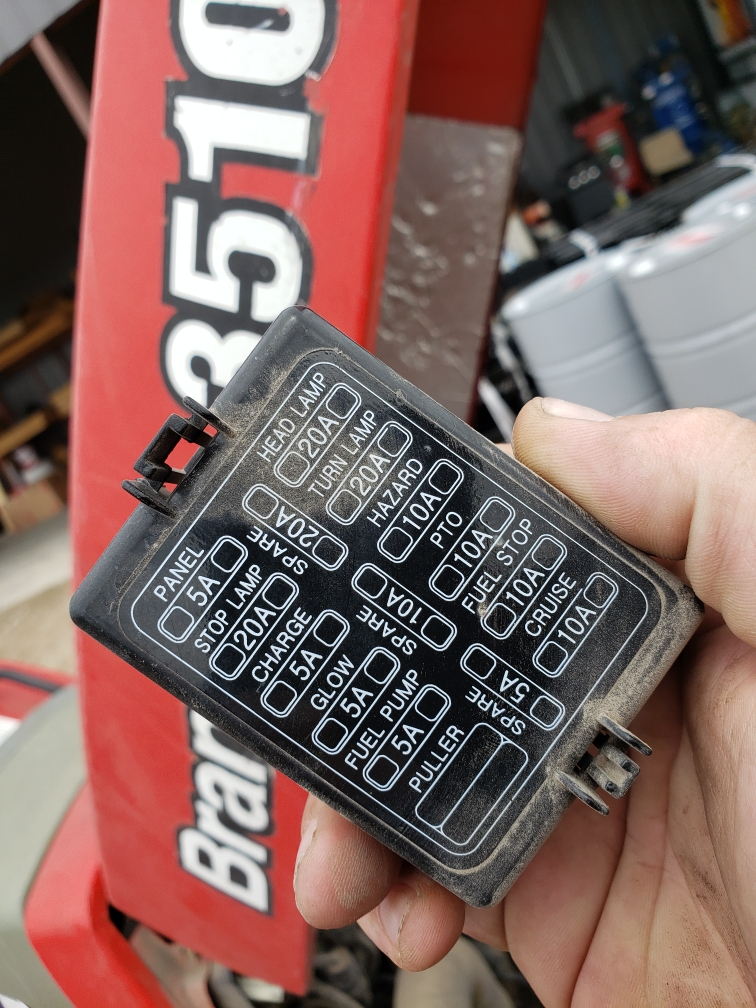 3510
Bran
HEAD LAMP
20A
TURN LAMP
20A
HAZARD
10A
PTO
10A
FUEL STOP
10A
CRUISE
10A
SPARE
20A
SPARE
10A
SPARE
5A
PANEL
5A
STOP LAMP
20A
CHARGE
5A
GLOW
5A
FUEL PUMP
5A
PULLER